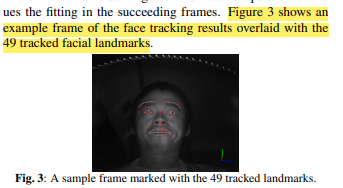 ues the fitting in the succeeding frames. Figure 3 shows an
example frame of the face tracking results overlaid with the
49 tracked facial landmarks.
Fig. 3: A sample frame marked with the 49 tracked landmarks.